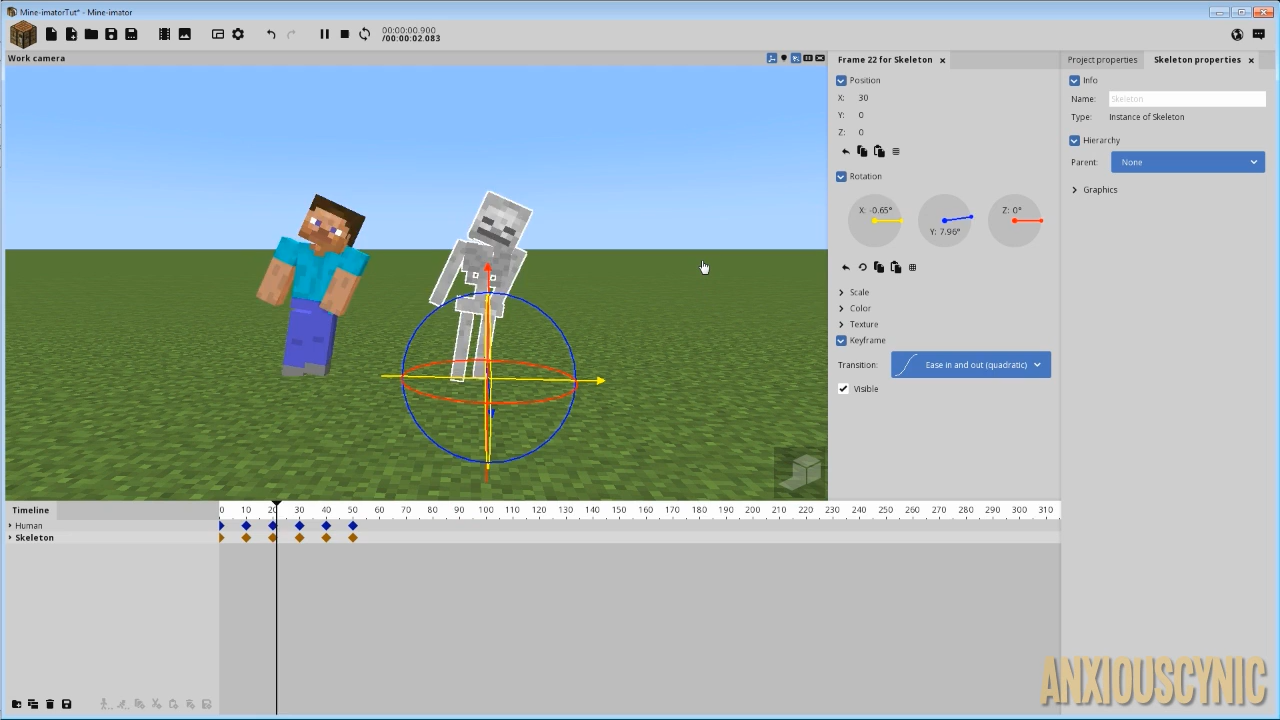 Mine-imatorTut* - Mine-imator
00:00:00.900
/00:00:02.083
Work camera
Frame 22 for Skeleton
Position
X: 30
Y: 0
Z: 0
Rotation
X: -0.65°
Y: 7.96°
Z: 0°
Scale
Color
Texture
Keyframe
Transition: Ease in and out (quadratic)
Visible
Project properties
Skeleton properties
Info
Name: Skeleton
Type: Instance of Skeleton
Hierarchy
Parent: None
Graphics
Timeline
0 10 20 30 40 50 60 70 80 90 100 110 120 130 140 150 160 170 180 190 200 210 220 230 240 250 260 270 280 290 300 310
Human
Skeleton
ANXIOUSCYNIC